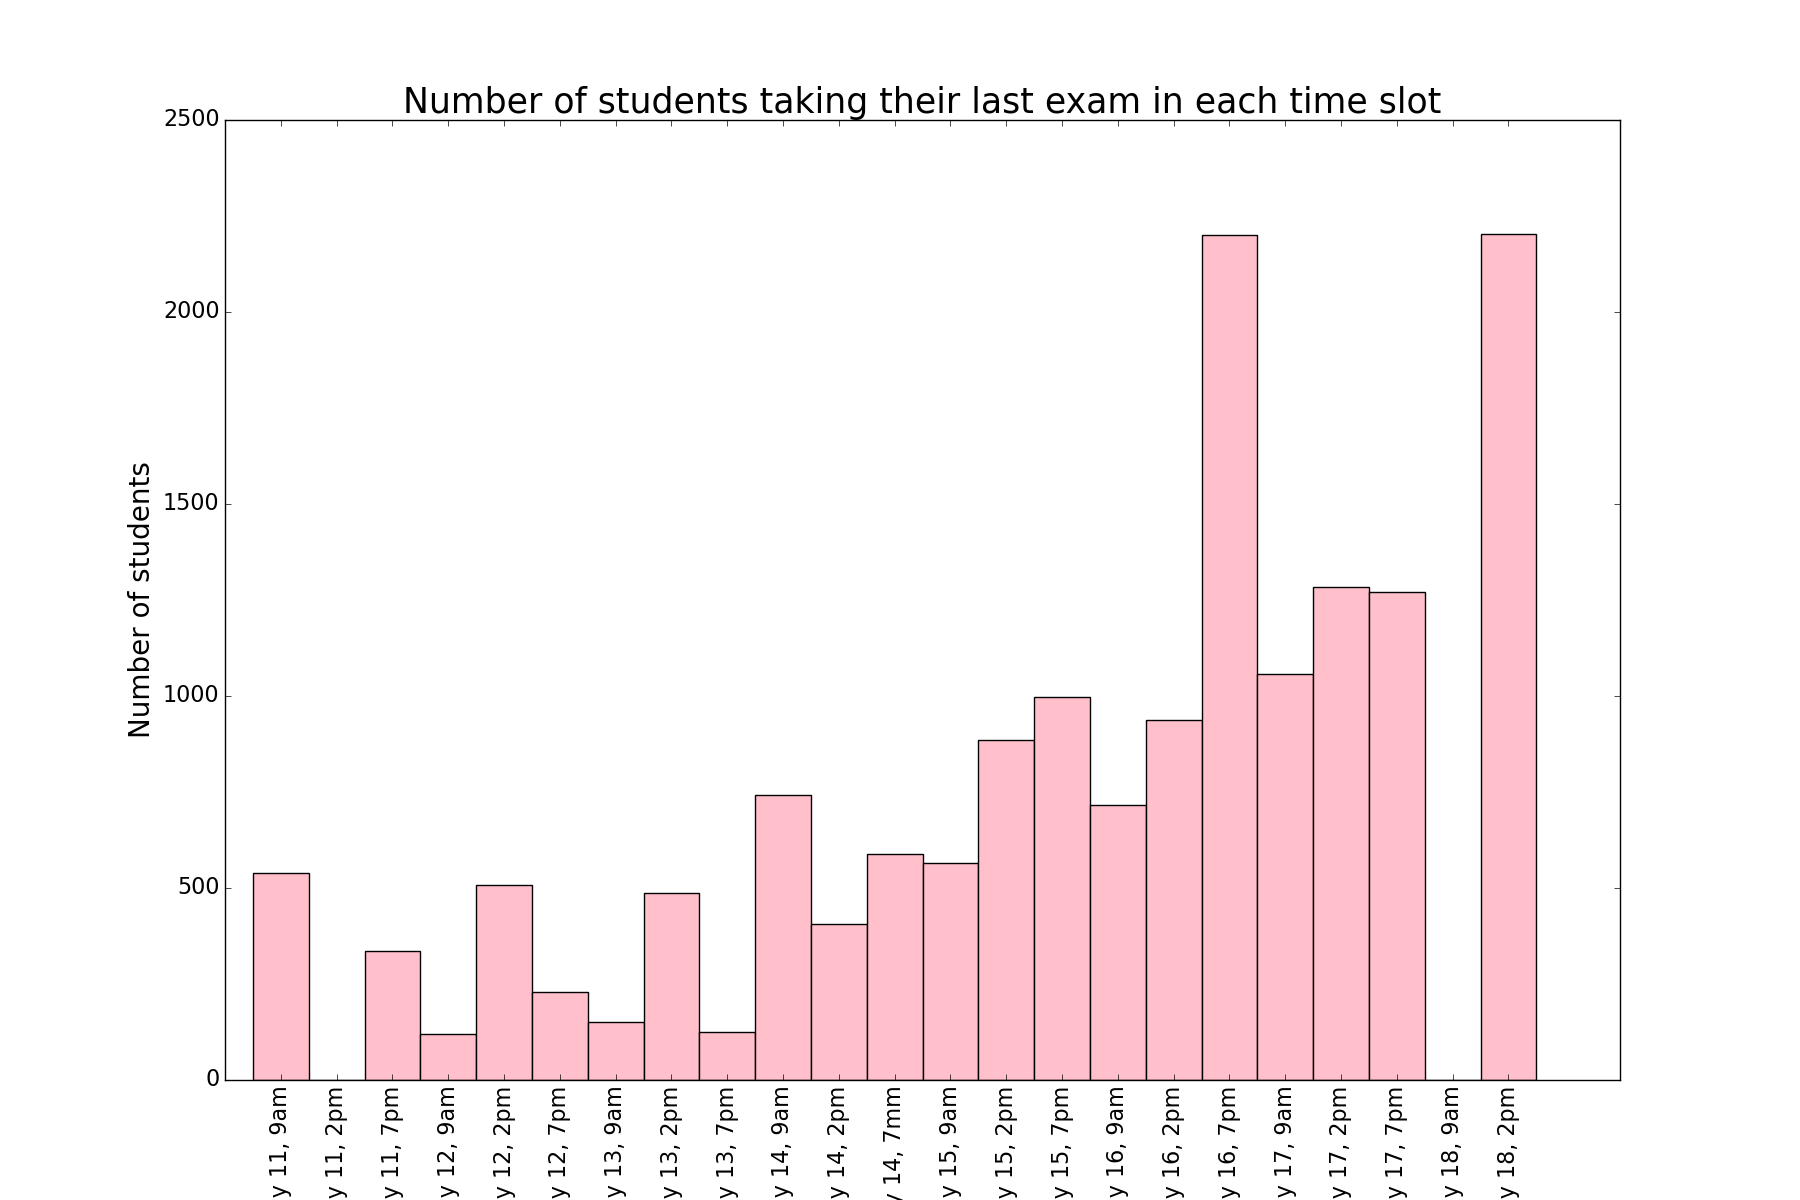 Number of students taking their last exam in each time slot
2500
2000
1500
1000
500
0
Number of students
y 11, 9am
y 11, 2pm
y 11, 7pm
y 12, 9am
y 12, 2pm
y 12, 7pm
y 13, 9am
y 13, 2pm
y 13, 7pm
y 14, 9am
y 14, 2pm
y 14, 7mm
y 15, 9am
y 15, 2pm
y 15, 7pm
y 16, 9am
y 16, 2pm
y 16, 7pm
y 17, 9am
y 17, 2pm
y 17, 7pm
y 18, 9am
y 18, 2pm